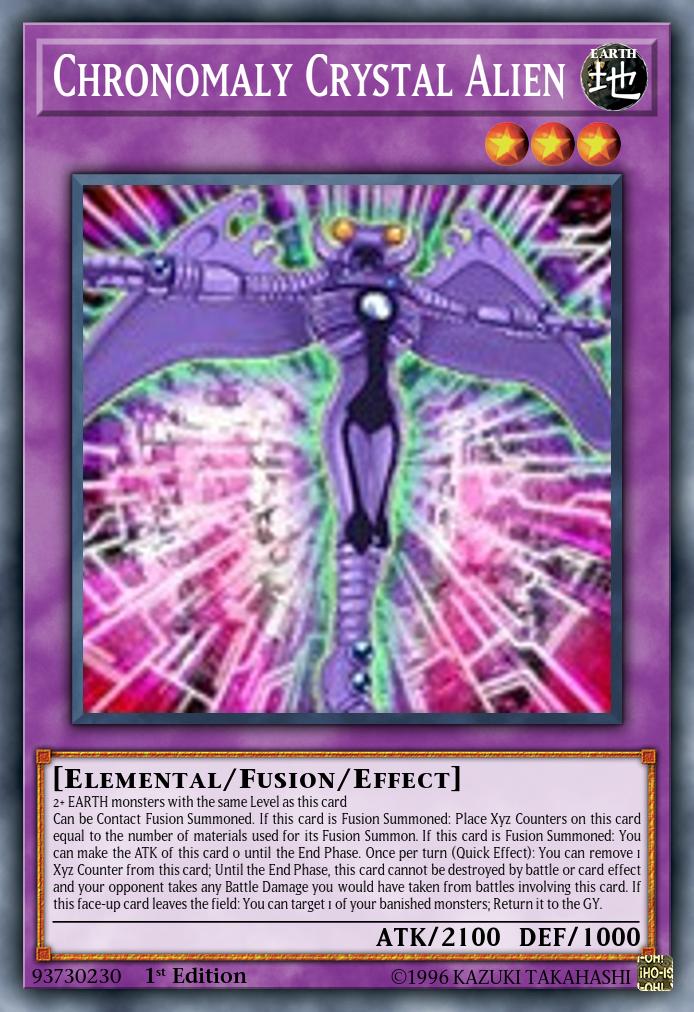 Chronomaly Crystal Alien
EARTH
地
[Elemental/Fusion/Effect]
2+ EARTH monsters with the same Level as this card
Can be Contact Fusion Summoned. If this card is Fusion Summoned: Place Xyz Counters on this card
equal to the number of materials used for its Fusion Summon. If this card is Fusion Summoned: You
can make the ATK of this card 0 until the End Phase. Once per turn (Quick Effect): You can remove 1
Xyz Counter from this card; Until the End Phase, this card cannot be destroyed by battle or card effect
and your opponent takes any Battle Damage you would have taken from battles involving this card. If
this face-up card leaves the field: You can target 1 of your banished monsters; Return it to the GY.
ATK/2100 DEF/1000
93730230 1st Edition ©1996 KAZUKI TAKAHASHI